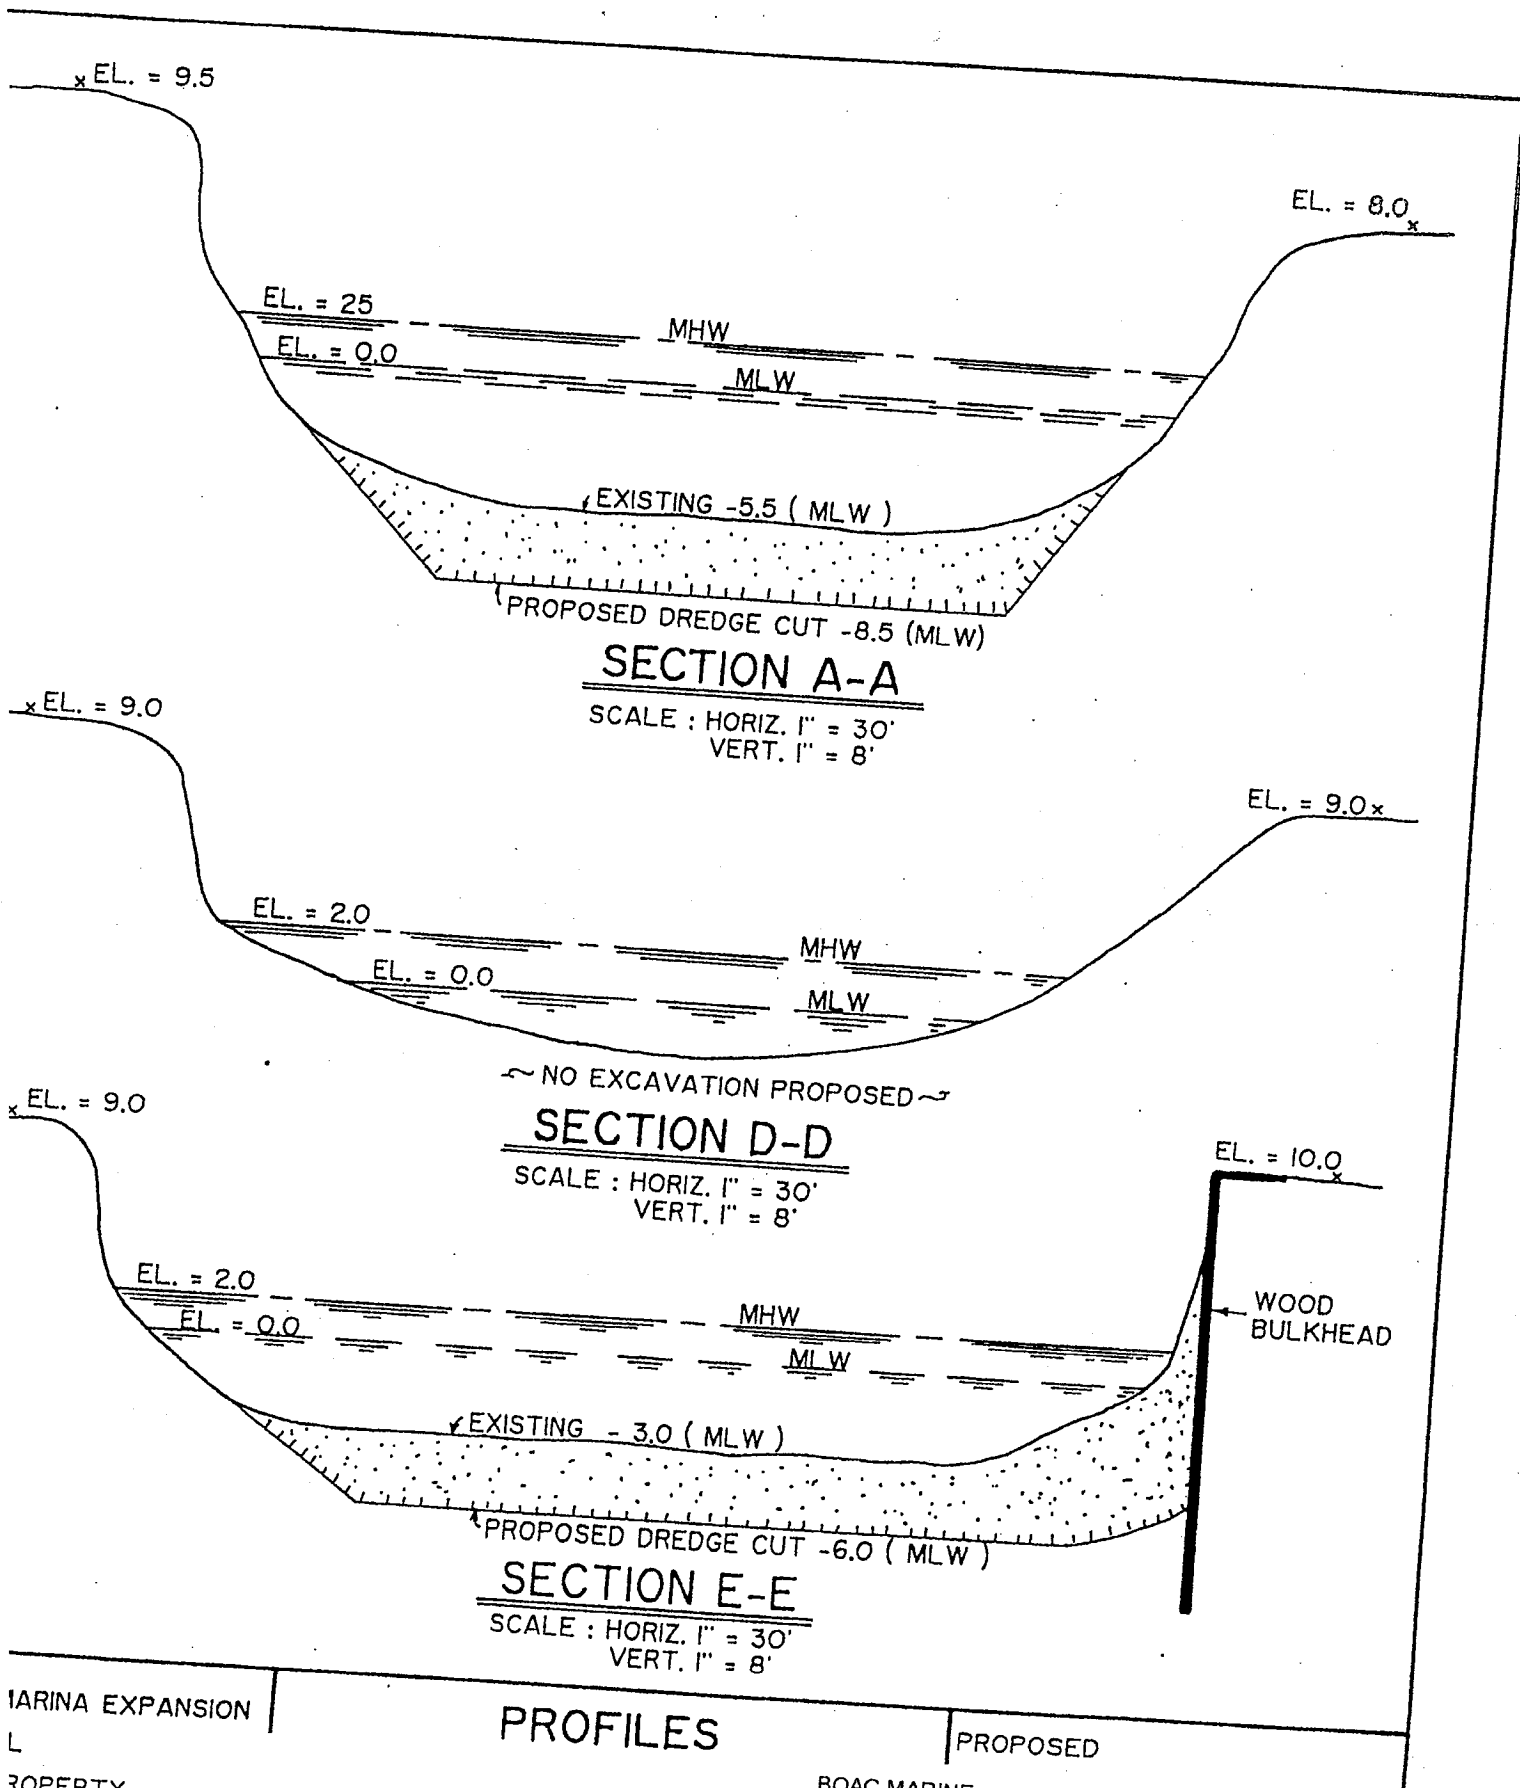 EL. = 9.5
EL. = 8.0
EL. = 25
MHW
EL. = 0.0
MLW
EXISTING -5.5 ( MLW )
PROPOSED DREDGE CUT -8.5 (MLW)
SECTION A-A
SCALE : HORIZ. 1" = 30'
VERT. 1" = 8'
EL. = 9.0
EL. = 9.0
EL. = 2.0
MHW
EL. = 0.0
MLW
NO EXCAVATION PROPOSED
SECTION D-D
SCALE : HORIZ. 1" = 30'
VERT. 1" = 8'
EL. = 9.0
EL. = 10.0
EL. = 2.0
MHW
EL. = 0.0
MLW
WOOD
BULKHEAD
EXISTING - 3.0 ( MLW )
PROPOSED DREDGE CUT -6.0 ( MLW )
SECTION E-E
SCALE : HORIZ. 1" = 30'
VERT. 1" = 8'
MARINA EXPANSION
L
ROPERTY
PROFILES
PROPOSED
BOAC MARINE